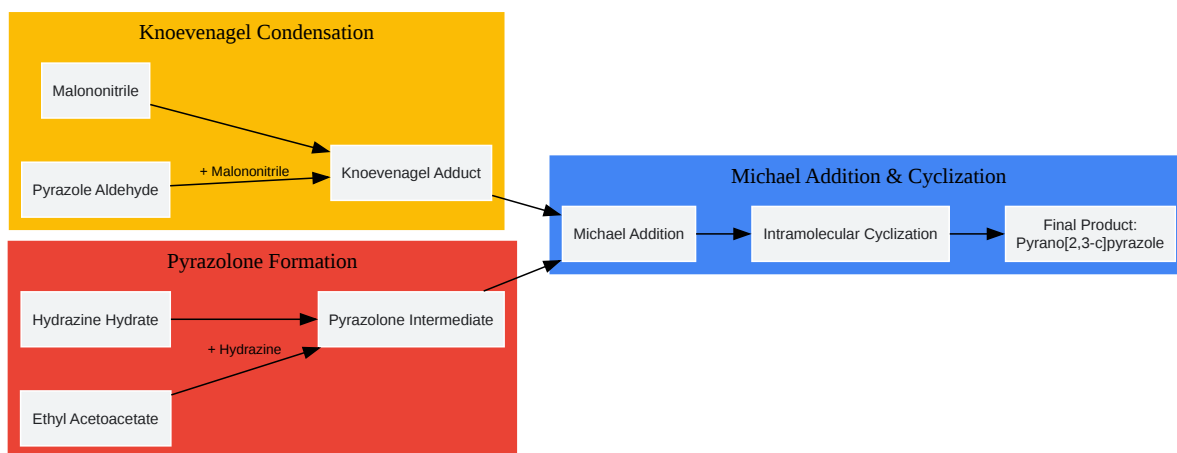 Knoevenagel Condensation
Malononitrile
Pyrazole Aldehyde
+ Malononitrile
Knoevenagel Adduct
Pyrazolone Formation
Hydrazine Hydrate
Ethyl Acetoacetate
+ Hydrazine
Pyrazolone Intermediate
Michael Addition & Cyclization
Michael Addition
Intramolecular Cyclization
Final Product:
Pyrano[2,3-c]pyrazole